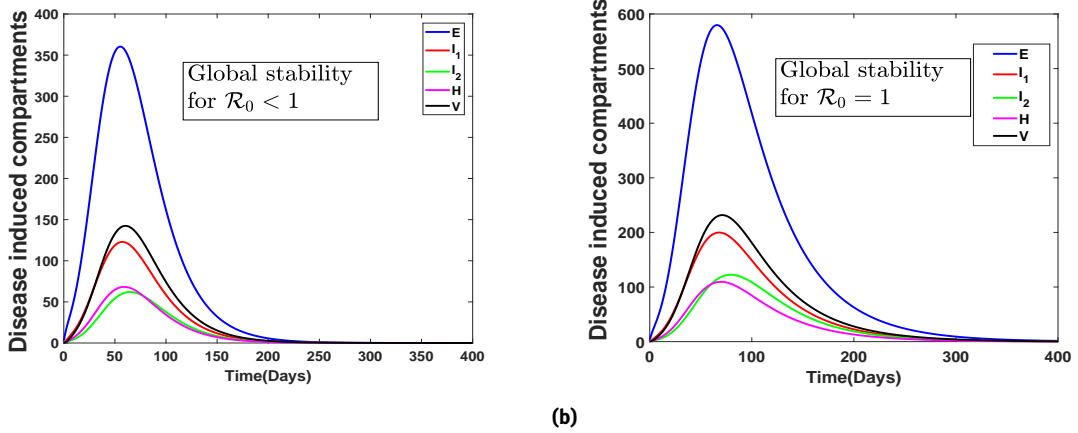 Disease induced compartments
400
350
300
250
200
150
100
50
0
0 50 100 150 200 250 300 350 400
Time(Days)
Global stability
for R₀ < 1
E
I₁
I₂
H
V
Disease induced compartments
600
500
400
300
200
100
0
0 100 200 300 400
Time(Days)
Global stability
for R₀ = 1
E
I₁
I₂
H
V
(b)